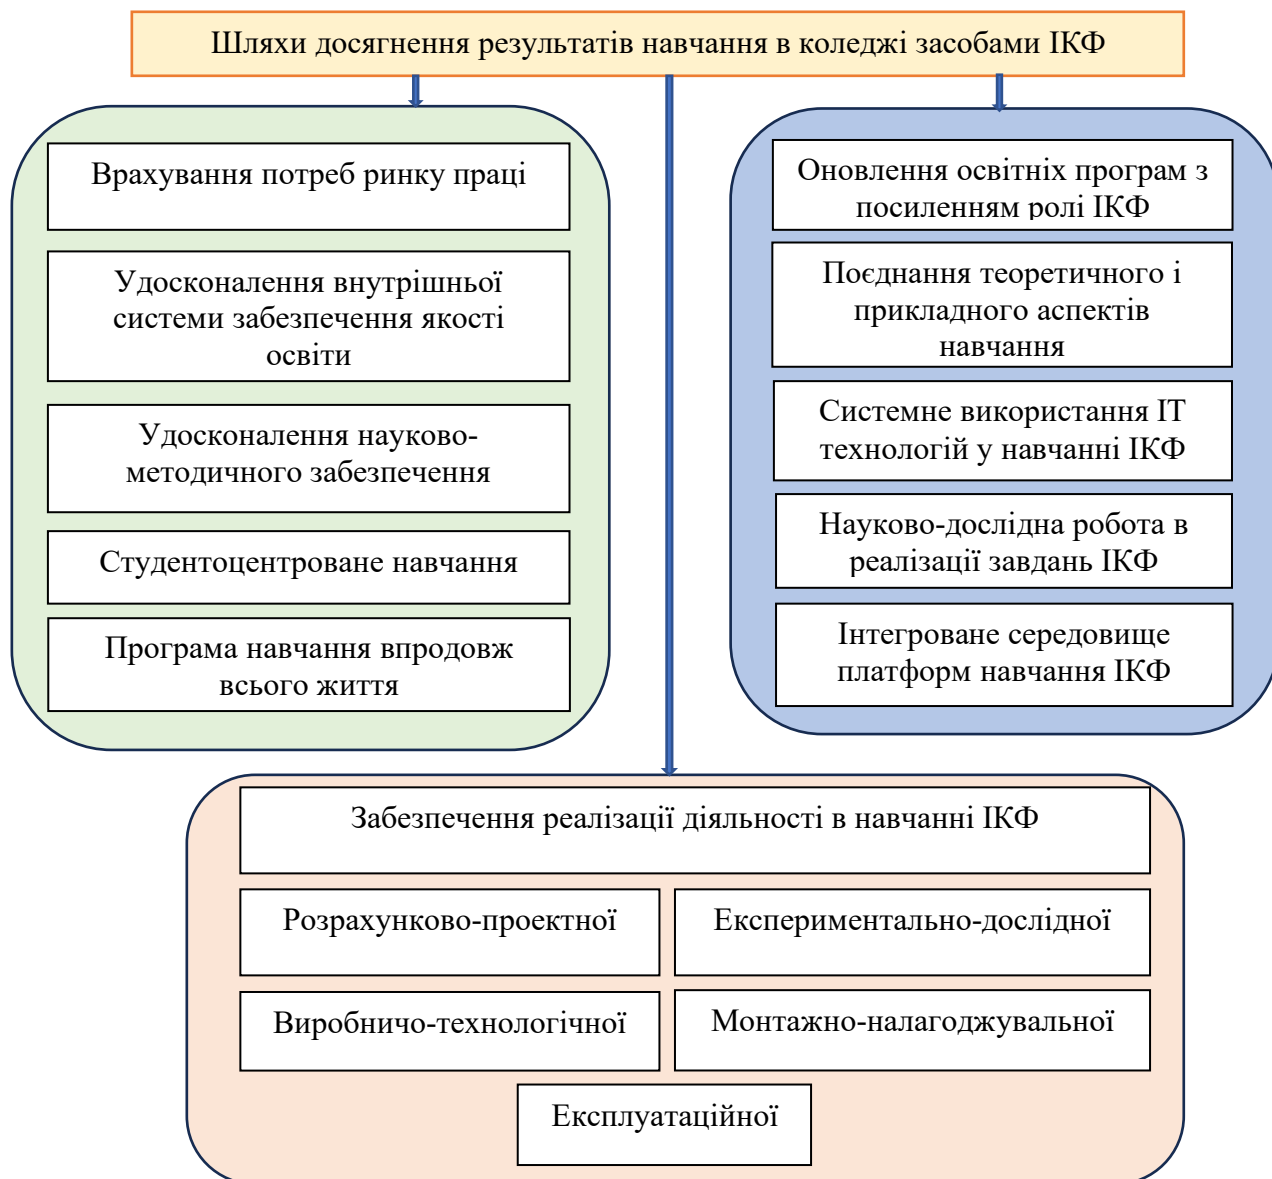 Шляхи досягнення результатів навчання в коледжі засобами ІКФ
Врахування потреб ринку праці
Удосконалення внутрішньої
системи забезпечення якості
освіти
Удосконалення науково-
методичного забезпечення
Студентоцентроване навчання
Програма навчання впродовж
всього життя
Оновлення освітніх програм з
посиленням ролі ІКФ
Поєднання теоретичного і
прикладного аспектів
навчання
Системне використання ІТ
технологій у навчанні ІКФ
Науково-дослідна робота в
реалізації завдань ІКФ
Інтегроване середовище
платформ навчання ІКФ
Забезпечення реалізації діяльності в навчанні ІКФ
Розрахунково-проектної
Експериментально-дослідної
Виробничо-технологічної
Монтажно-налагоджувальної
Експлуатаційної